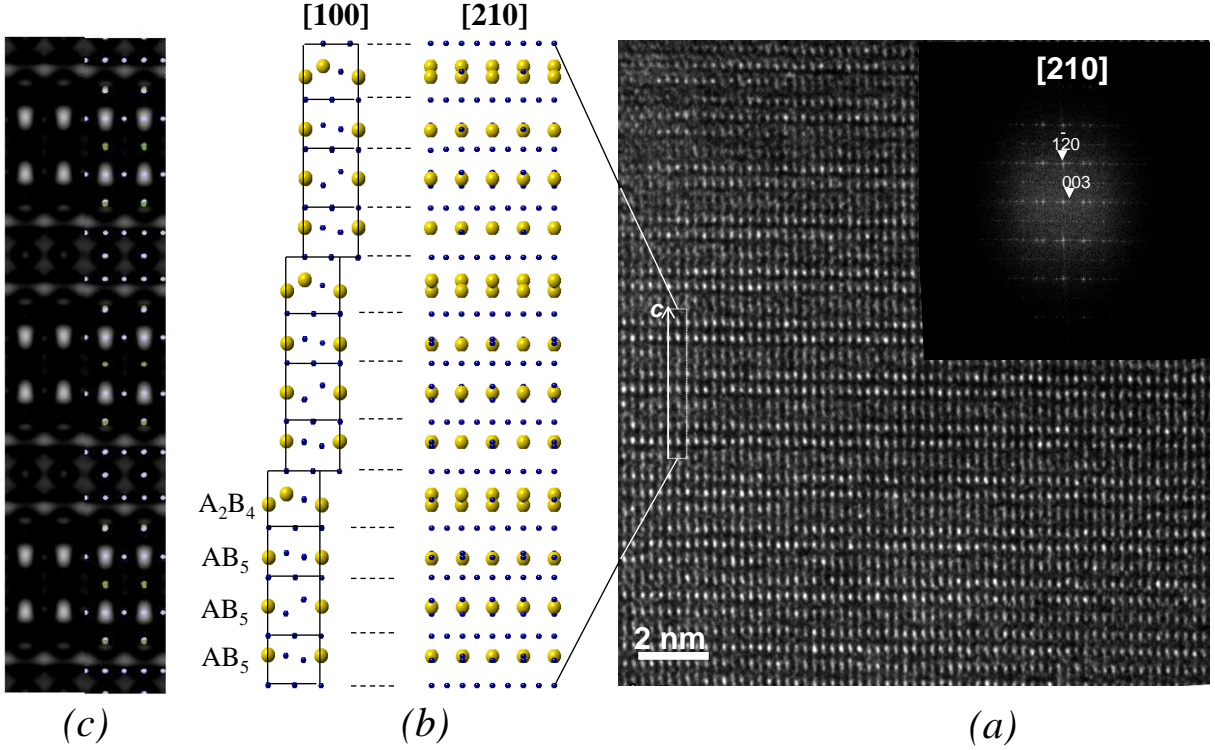 [100] [210]
[210]
1̄20
003
c
A₂B₄
AB₅
AB₅
AB₅
2 nm
(c) (b) (a)